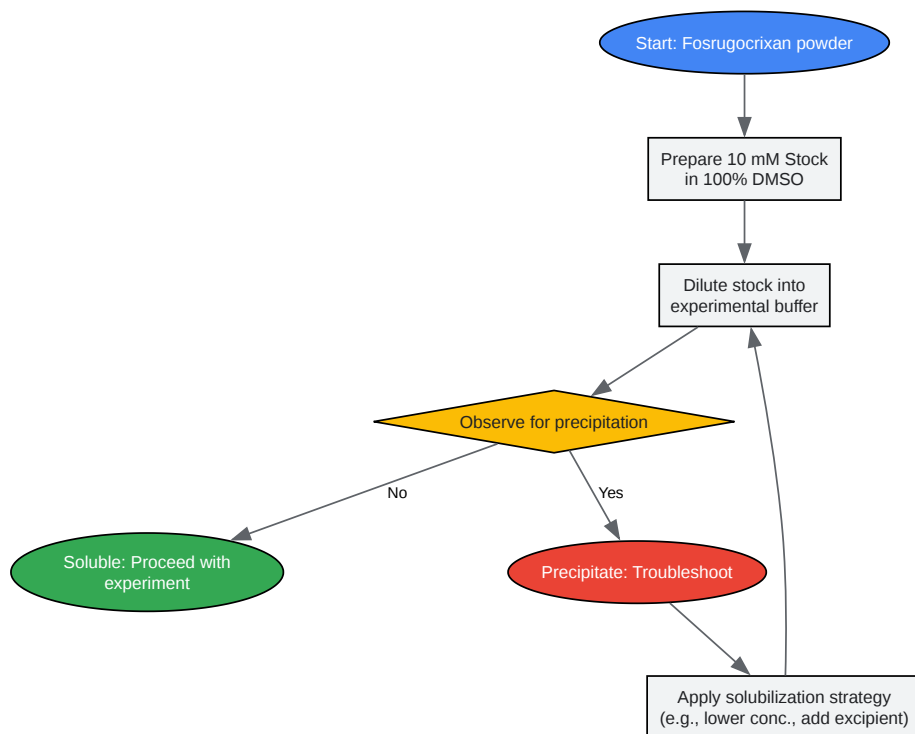 Start: Fosrugocrixan powder
Prepare 10 mM Stock
in 100% DMSO
Dilute stock into
experimental buffer
Observe for precipitation
No
Yes
Soluble: Proceed with
experiment
Precipitate: Troubleshoot
Apply solubilization strategy
(e.g., lower conc., add excipient)